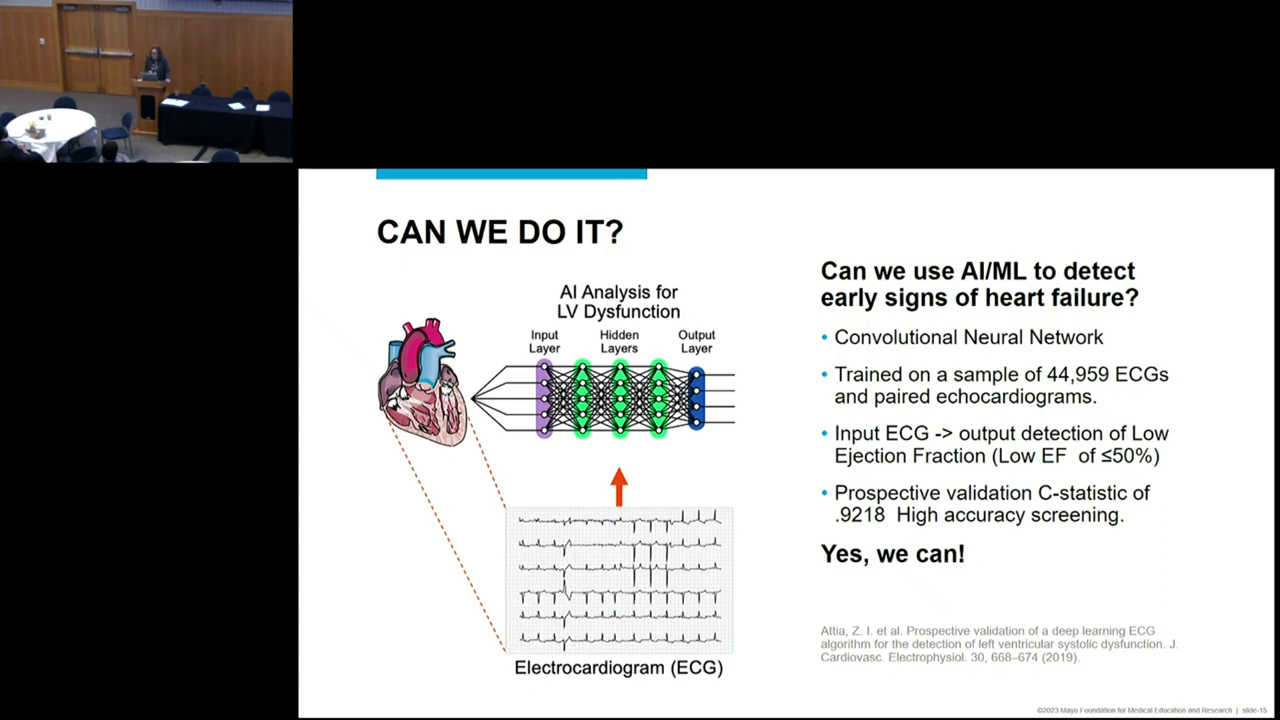 CAN WE DO IT?
AI Analysis for
LV Dysfunction
Input
Layer
Hidden
Layers
Output
Layer
Electrocardiogram (ECG)
Can we use AI/ML to detect
early signs of heart failure?
• Convolutional Neural Network
• Trained on a sample of 44,959 ECGs
and paired echocardiograms.
• Input ECG -> output detection of Low
Ejection Fraction (Low EF of ≤50%)
• Prospective validation C-statistic of
.9218 High accuracy screening.
Yes, we can!
Attia, Z. I. et al. Prospective validation of a deep learning ECG
algorithm for the detection of left ventricular systolic dysfunction. J.
Cardiovasc. Electrophysiol. 30, 668–674 (2019).
©2023 Mayo Foundation for Medical Education and Research | slide-15